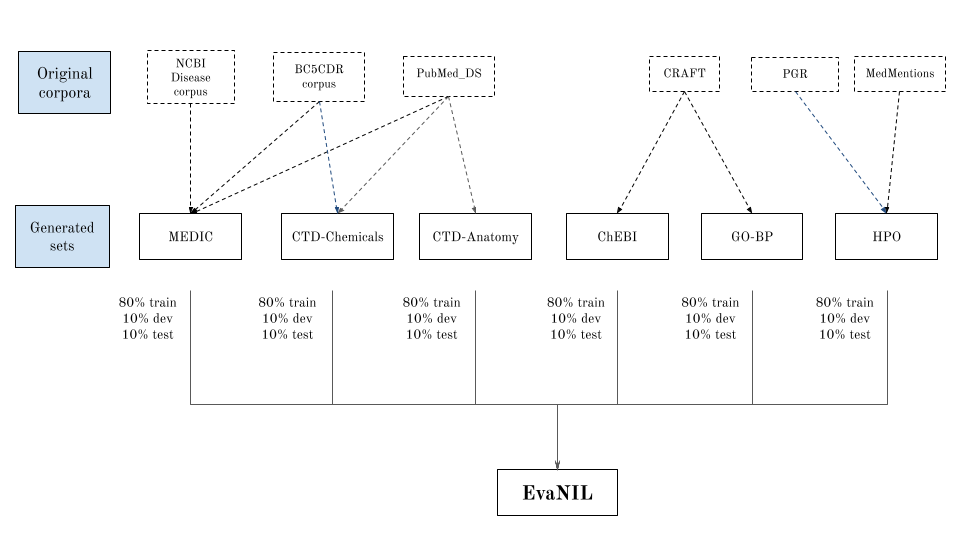 Original
corpora
NCBI
Disease
corpus
BC5CDR
corpus
PubMed_DS
CRAFT
PGR
MedMentions
Generated
sets
MEDIC
CTD-Chemicals
CTD-Anatomy
ChEBI
GO-BP
HPO
80% train
10% dev
10% test
80% train
10% dev
10% test
80% train
10% dev
10% test
80% train
10% dev
10% test
80% train
10% dev
10% test
80% train
10% dev
10% test
EvaNIL